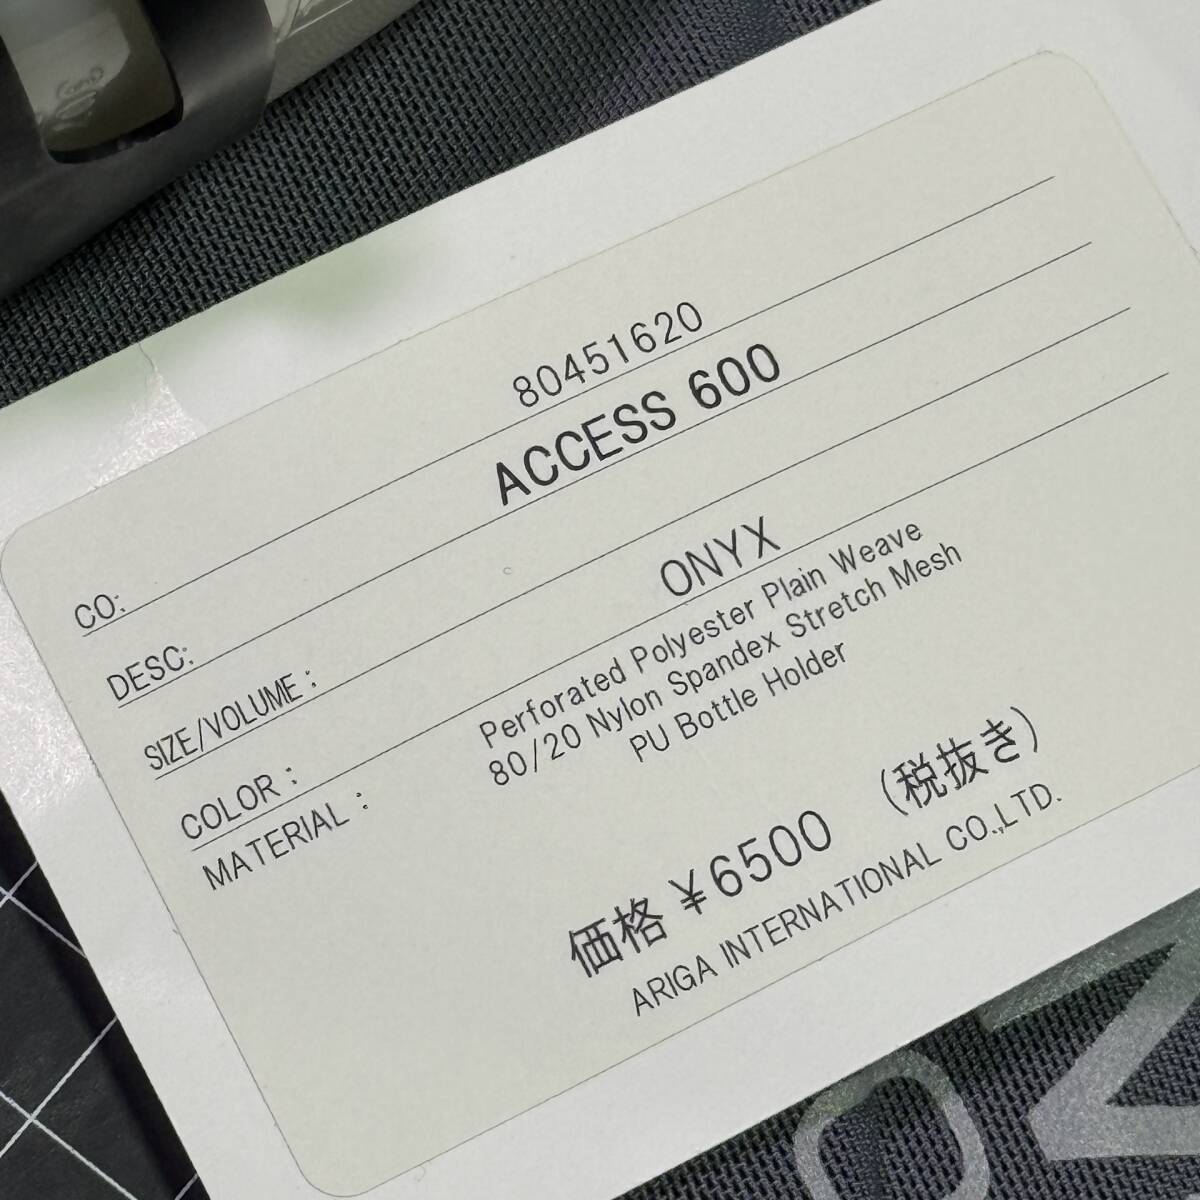 CO: 80451620
DESC: ACCESS 600
SIZE/VOLUME :
COLOR : ONYX
MATERIAL : Perforated Polyester Plain Weave
80/20 Nylon Spandex Stretch Mesh
PU Bottle Holder
価格 ¥6500 (税抜き)
ARIGA INTERNATIONAL CO.,LTD.